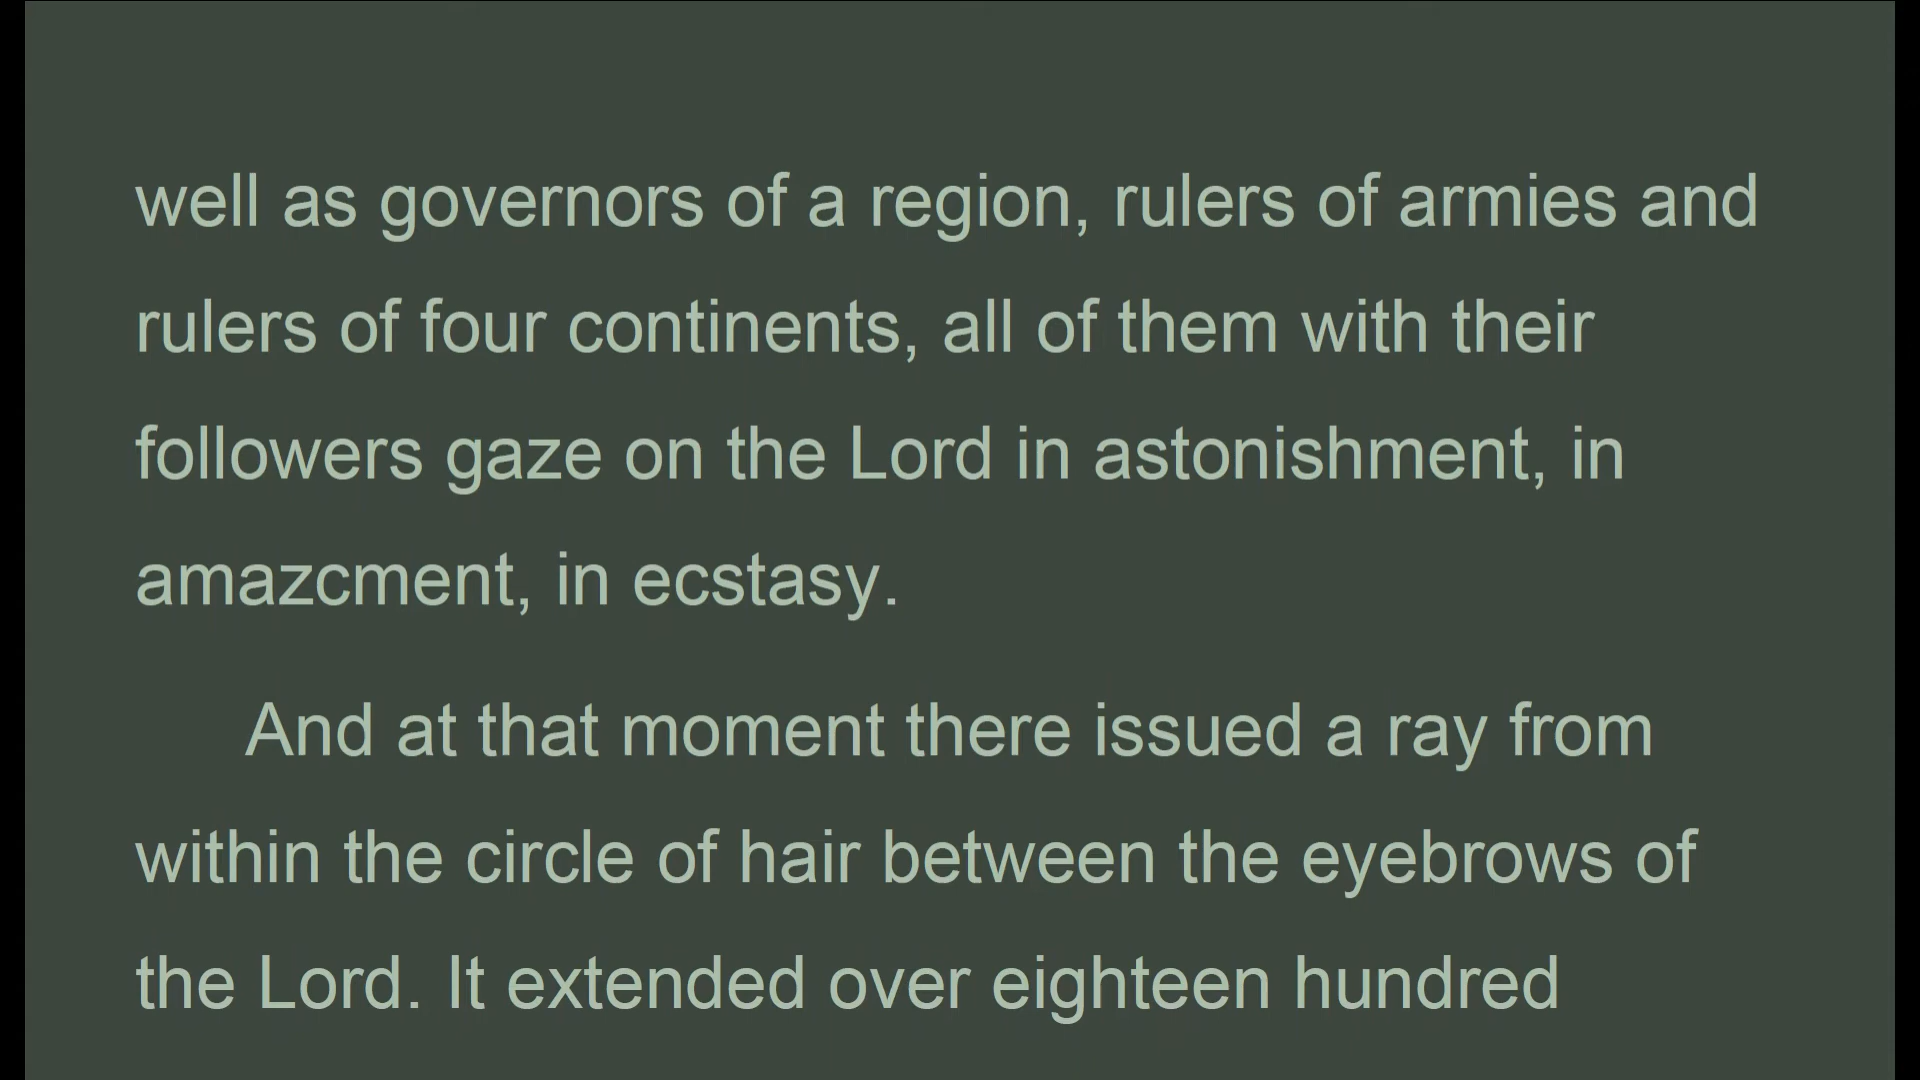 well as governors of a region, rulers of armies and
rulers of four continents, all of them with their
followers gaze on the Lord in astonishment, in
amazcment, in ecstasy.
And at that moment there issued a ray from
within the circle of hair between the eyebrows of
the Lord. It extended over eighteen hundred